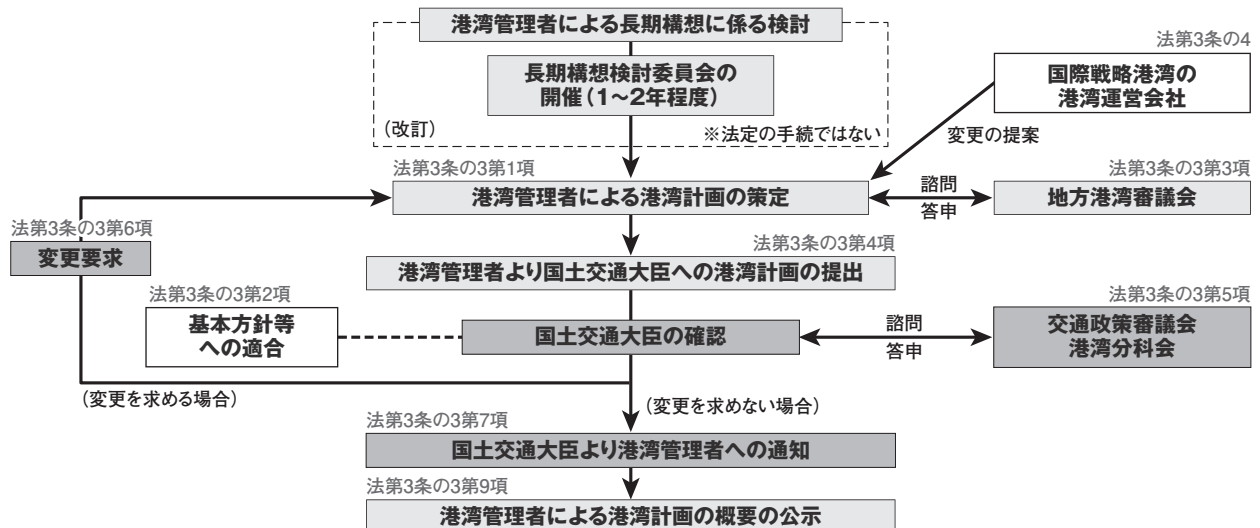 港湾管理者による長期構想に係る検討
長期構想検討委員会の
開催(1～2年程度)
(改訂)
※法定の手続ではない
法第3条の4
国際戦略港湾の
港湾運営会社
変更の提案
法第3条の3第1項
港湾管理者による港湾計画の策定
諮問
答申
法第3条の3第3項
地方港湾審議会
法第3条の3第6項
変更要求
法第3条の3第4項
港湾管理者より国土交通大臣への港湾計画の提出
法第3条の3第2項
基本方針等
への適合
国土交通大臣の確認
諮問
答申
法第3条の3第5項
交通政策審議会
港湾分科会
(変更を求める場合)
(変更を求めない場合)
法第3条の3第7項
国土交通大臣より港湾管理者への通知
法第3条の3第9項
港湾管理者による港湾計画の概要の公示